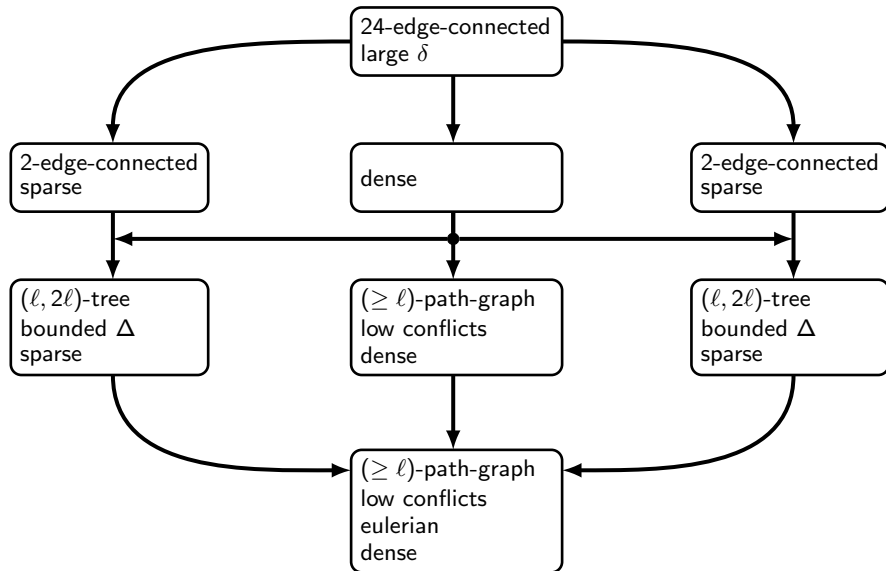 24-edge-connected
large δ
2-edge-connected
sparse
dense
2-edge-connected
sparse
(ℓ, 2ℓ)-tree
bounded Δ
sparse
(≥ ℓ)-path-graph
low conflicts
dense
(ℓ, 2ℓ)-tree
bounded Δ
sparse
(≥ ℓ)-path-graph
low conflicts
eulerian
dense